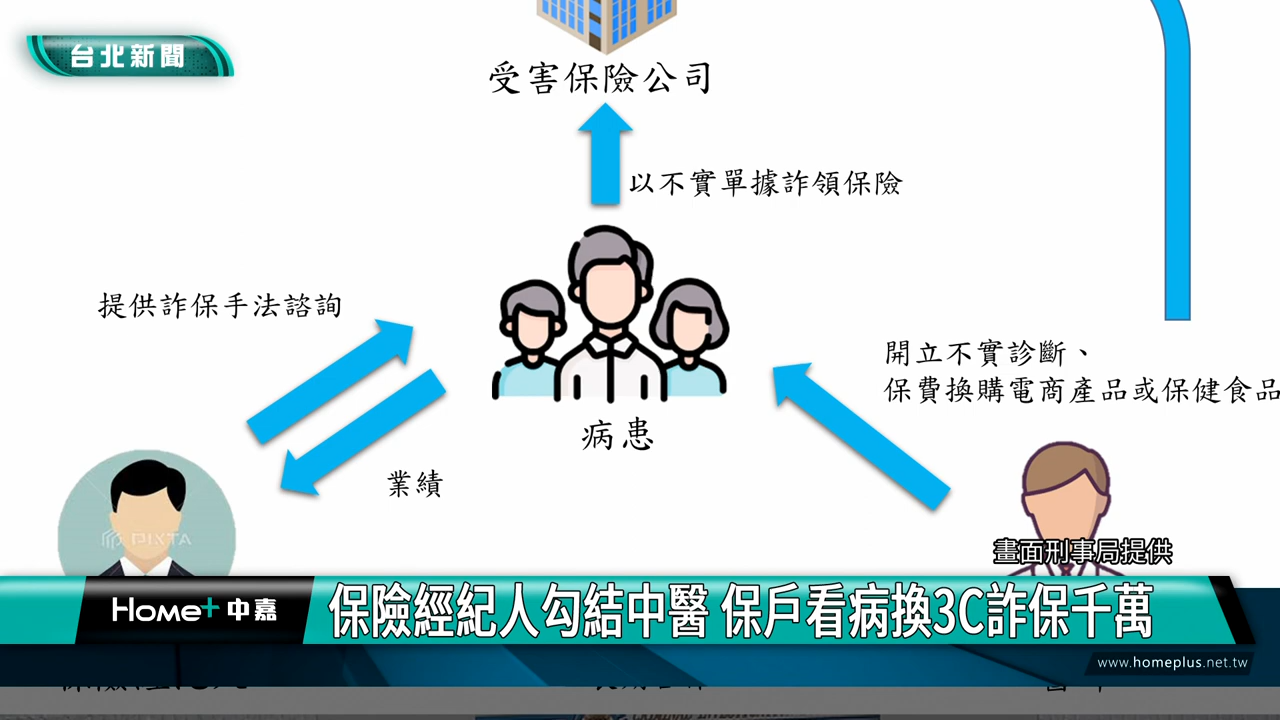 台北新聞
受害保險公司
以不實單據詐領保險
提供詐保手法諮詢
開立不實診斷、
保費換購電商產品或保健食品
病患
業績
PIXTA
畫面刑事局提供
Home+中嘉
保險經紀人勾結中醫 保戶看病換3C詐保千萬
www.homeplus.net.tw